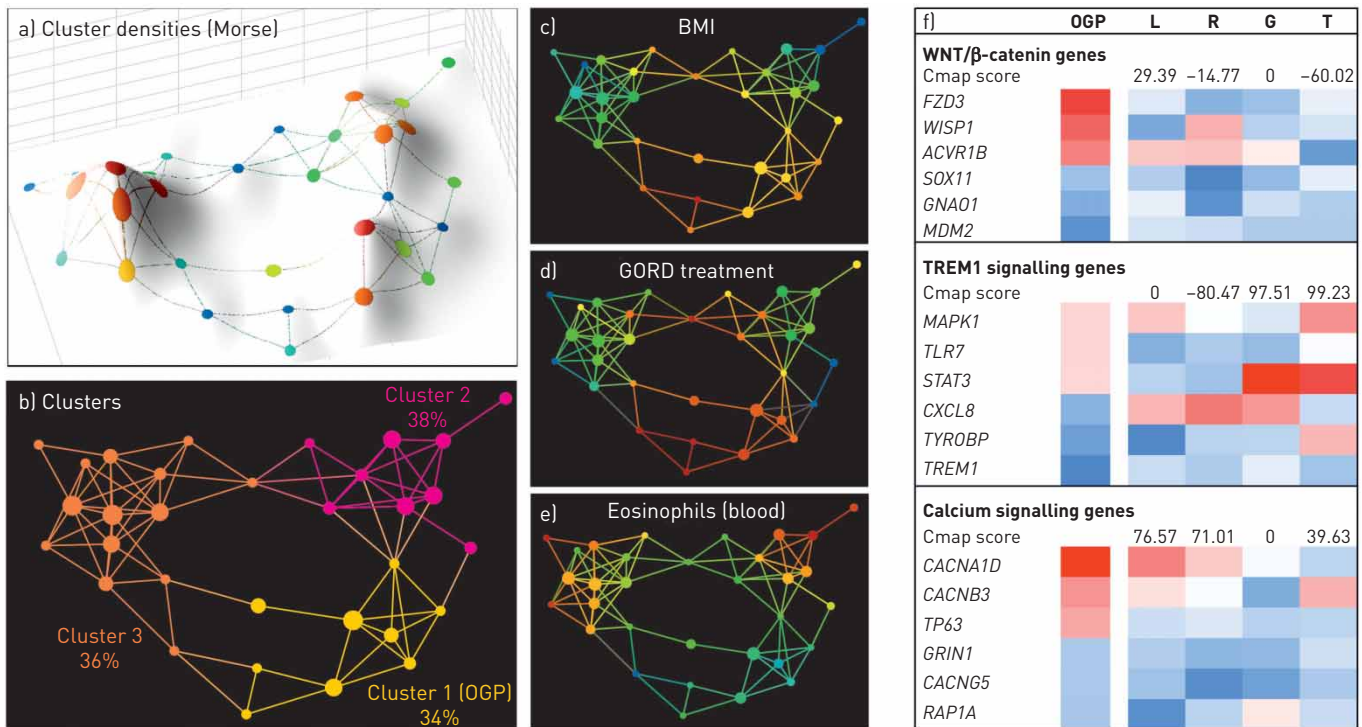 a) Cluster densities (Morse)
b) Clusters
Cluster 2
38%
Cluster 3
36%
Cluster 1 (OGP)
34%
c) BMI
d) GORD treatment
e) Eosinophils (blood)
f) OGP L R G T
WNT/β-catenin genes
Cmap score 29.39 −14.77 0 −60.02
FZD3
WISP1
ACVR1B
SOX11
GNAO1
MDM2
TREM1 signalling genes
Cmap score 0 −80.47 97.51 99.23
MAPK1
TLR7
STAT3
CXCL8
TYROBP
TREM1
Calcium signalling genes
Cmap score 76.57 71.01 0 39.63
CACNA1D
CACNB3
TP63
GRIN1
CACNG5
RAP1A